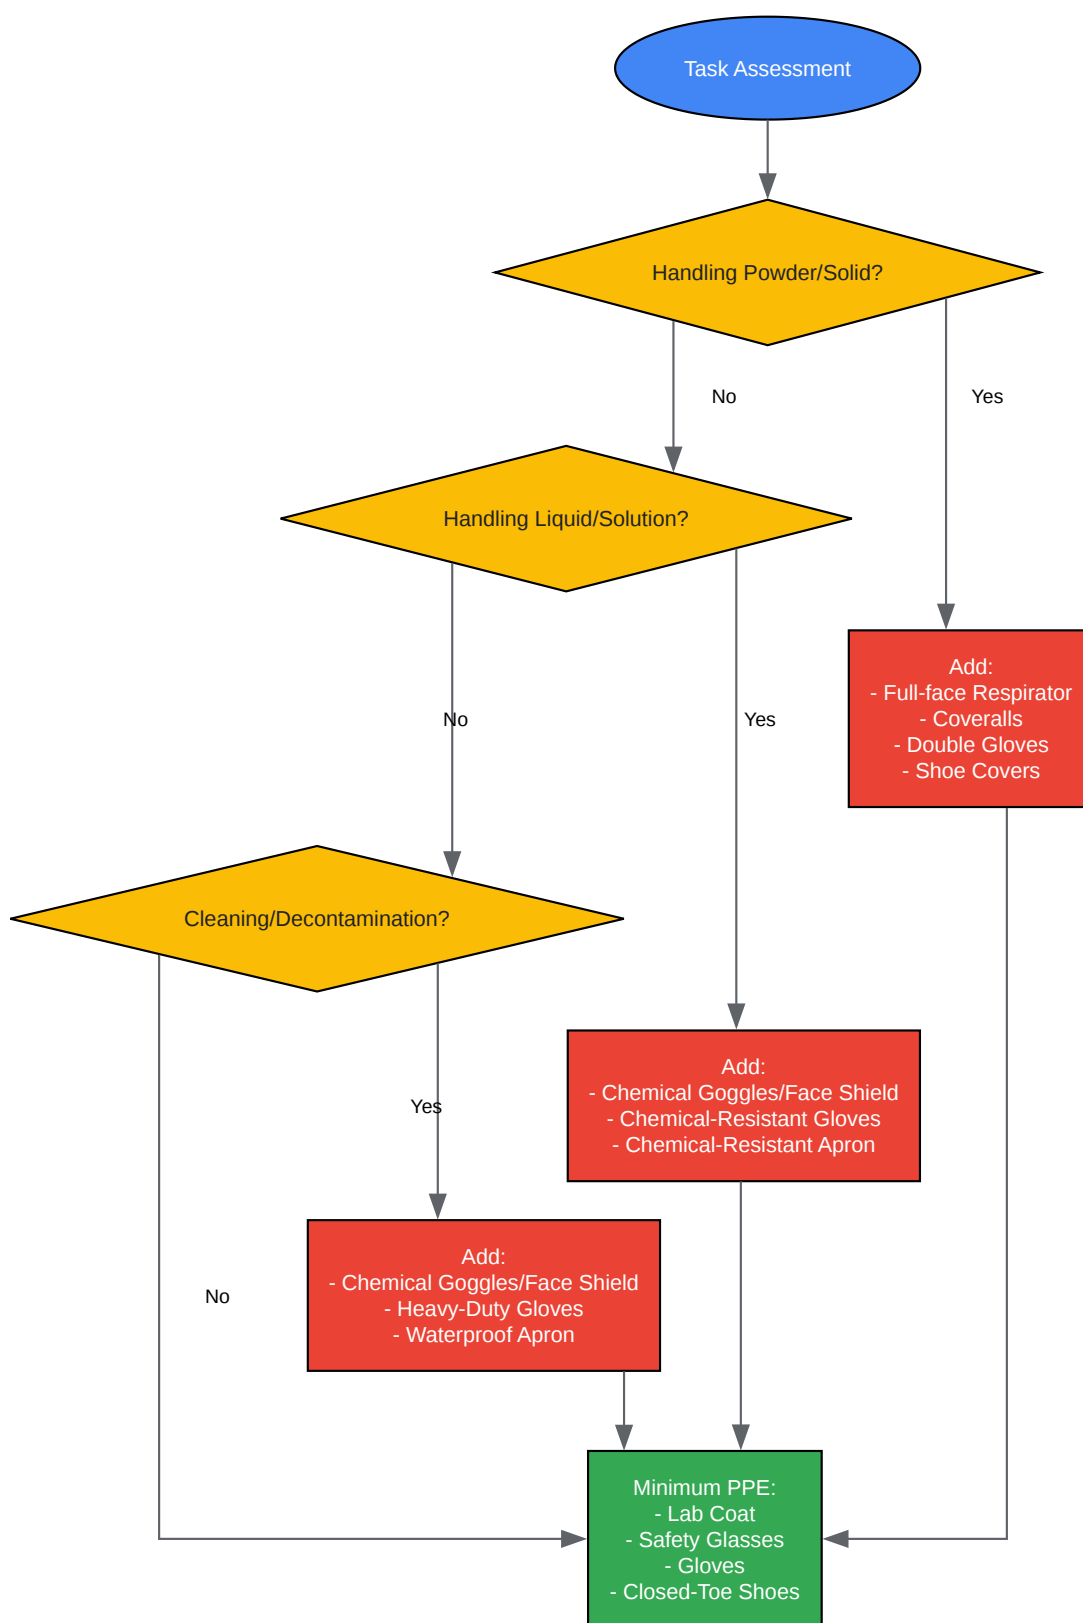 Task Assessment
Handling Powder/Solid?
No
Yes
Handling Liquid/Solution?
No
Yes
Add:
- Full-face Respirator
- Coveralls
- Double Gloves
- Shoe Covers
Cleaning/Decontamination?
Yes
No
Add:
- Chemical Goggles/Face Shield
- Chemical-Resistant Gloves
- Chemical-Resistant Apron
Add:
- Chemical Goggles/Face Shield
- Heavy-Duty Gloves
- Waterproof Apron
Minimum PPE:
- Lab Coat
- Safety Glasses
- Gloves
- Closed-Toe Shoes